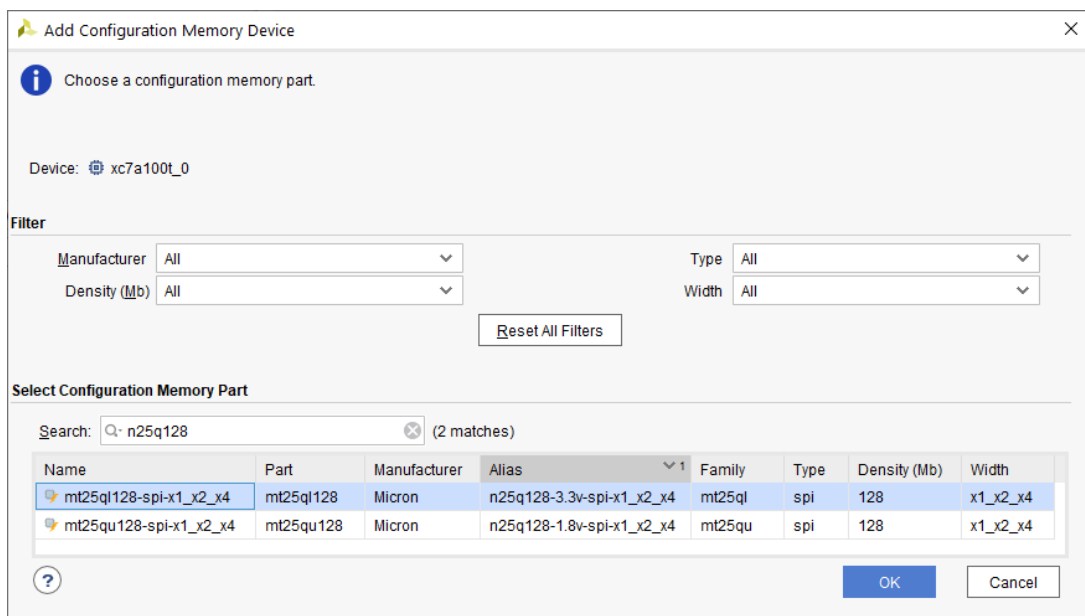 Add Configuration Memory Device
Choose a configuration memory part.
Device: xc7a100t_0
Filter
Manufacturer All Type All
Density (Mb) All Width All
Reset All Filters
Select Configuration Memory Part
Search: n25q128 (2 matches)
Name Part Manufacturer Alias 1 Family Type Density (Mb) Width
mt25ql128-spi-x1_x2_x4 mt25ql128 Micron n25q128-3.3v-spi-x1_x2_x4 mt25ql spi 128 x1_x2_x4
mt25qu128-spi-x1_x2_x4 mt25qu128 Micron n25q128-1.8v-spi-x1_x2_x4 mt25qu spi 128 x1_x2_x4
? OK Cancel